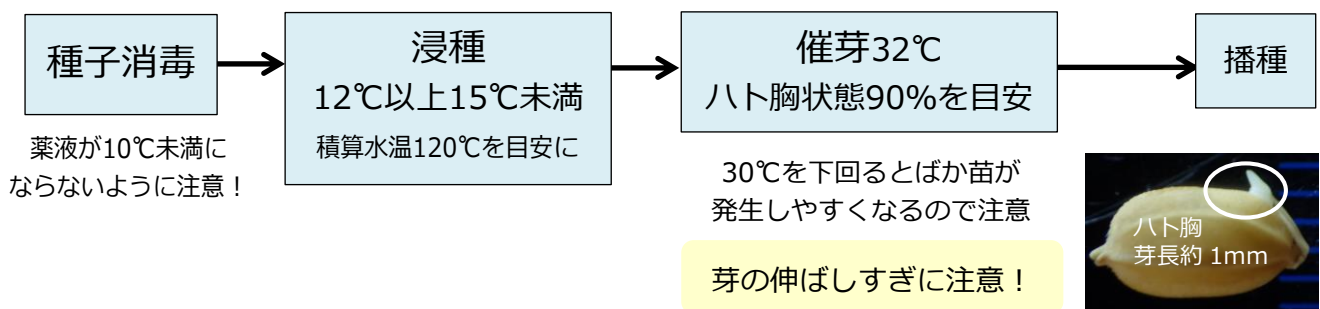 種子消毒
薬液が10℃未満に
ならないように注意！
浸種
12℃以上15℃未満
積算水温120℃を目安に
催芽32℃
ハト胸状態90%を目安
30℃を下回るとばか苗が
発生しやすくなるので注意
芽の伸ばしすぎに注意！
播種
ハト胸
芽長約 1mm